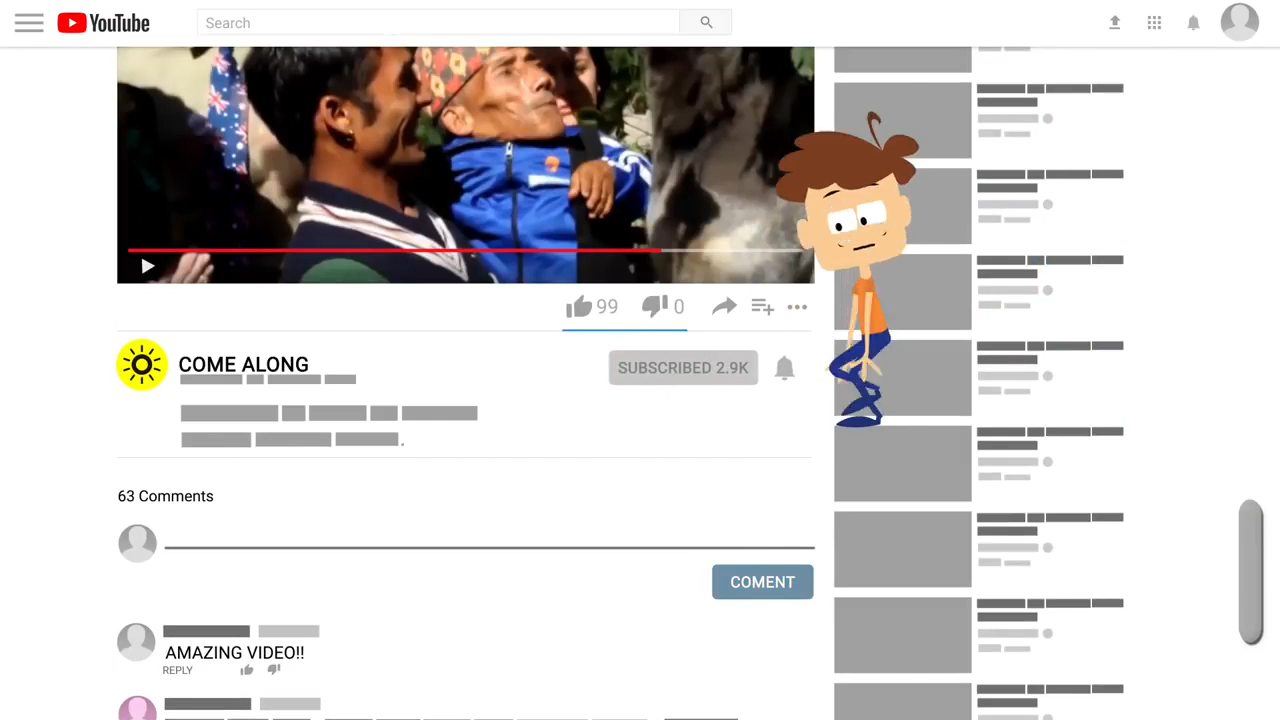 YouTube
Search
99
0
COME ALONG
SUBSCRIBED 2.9K
63 Comments
COMENT
AMAZING VIDEO!!
REPLY